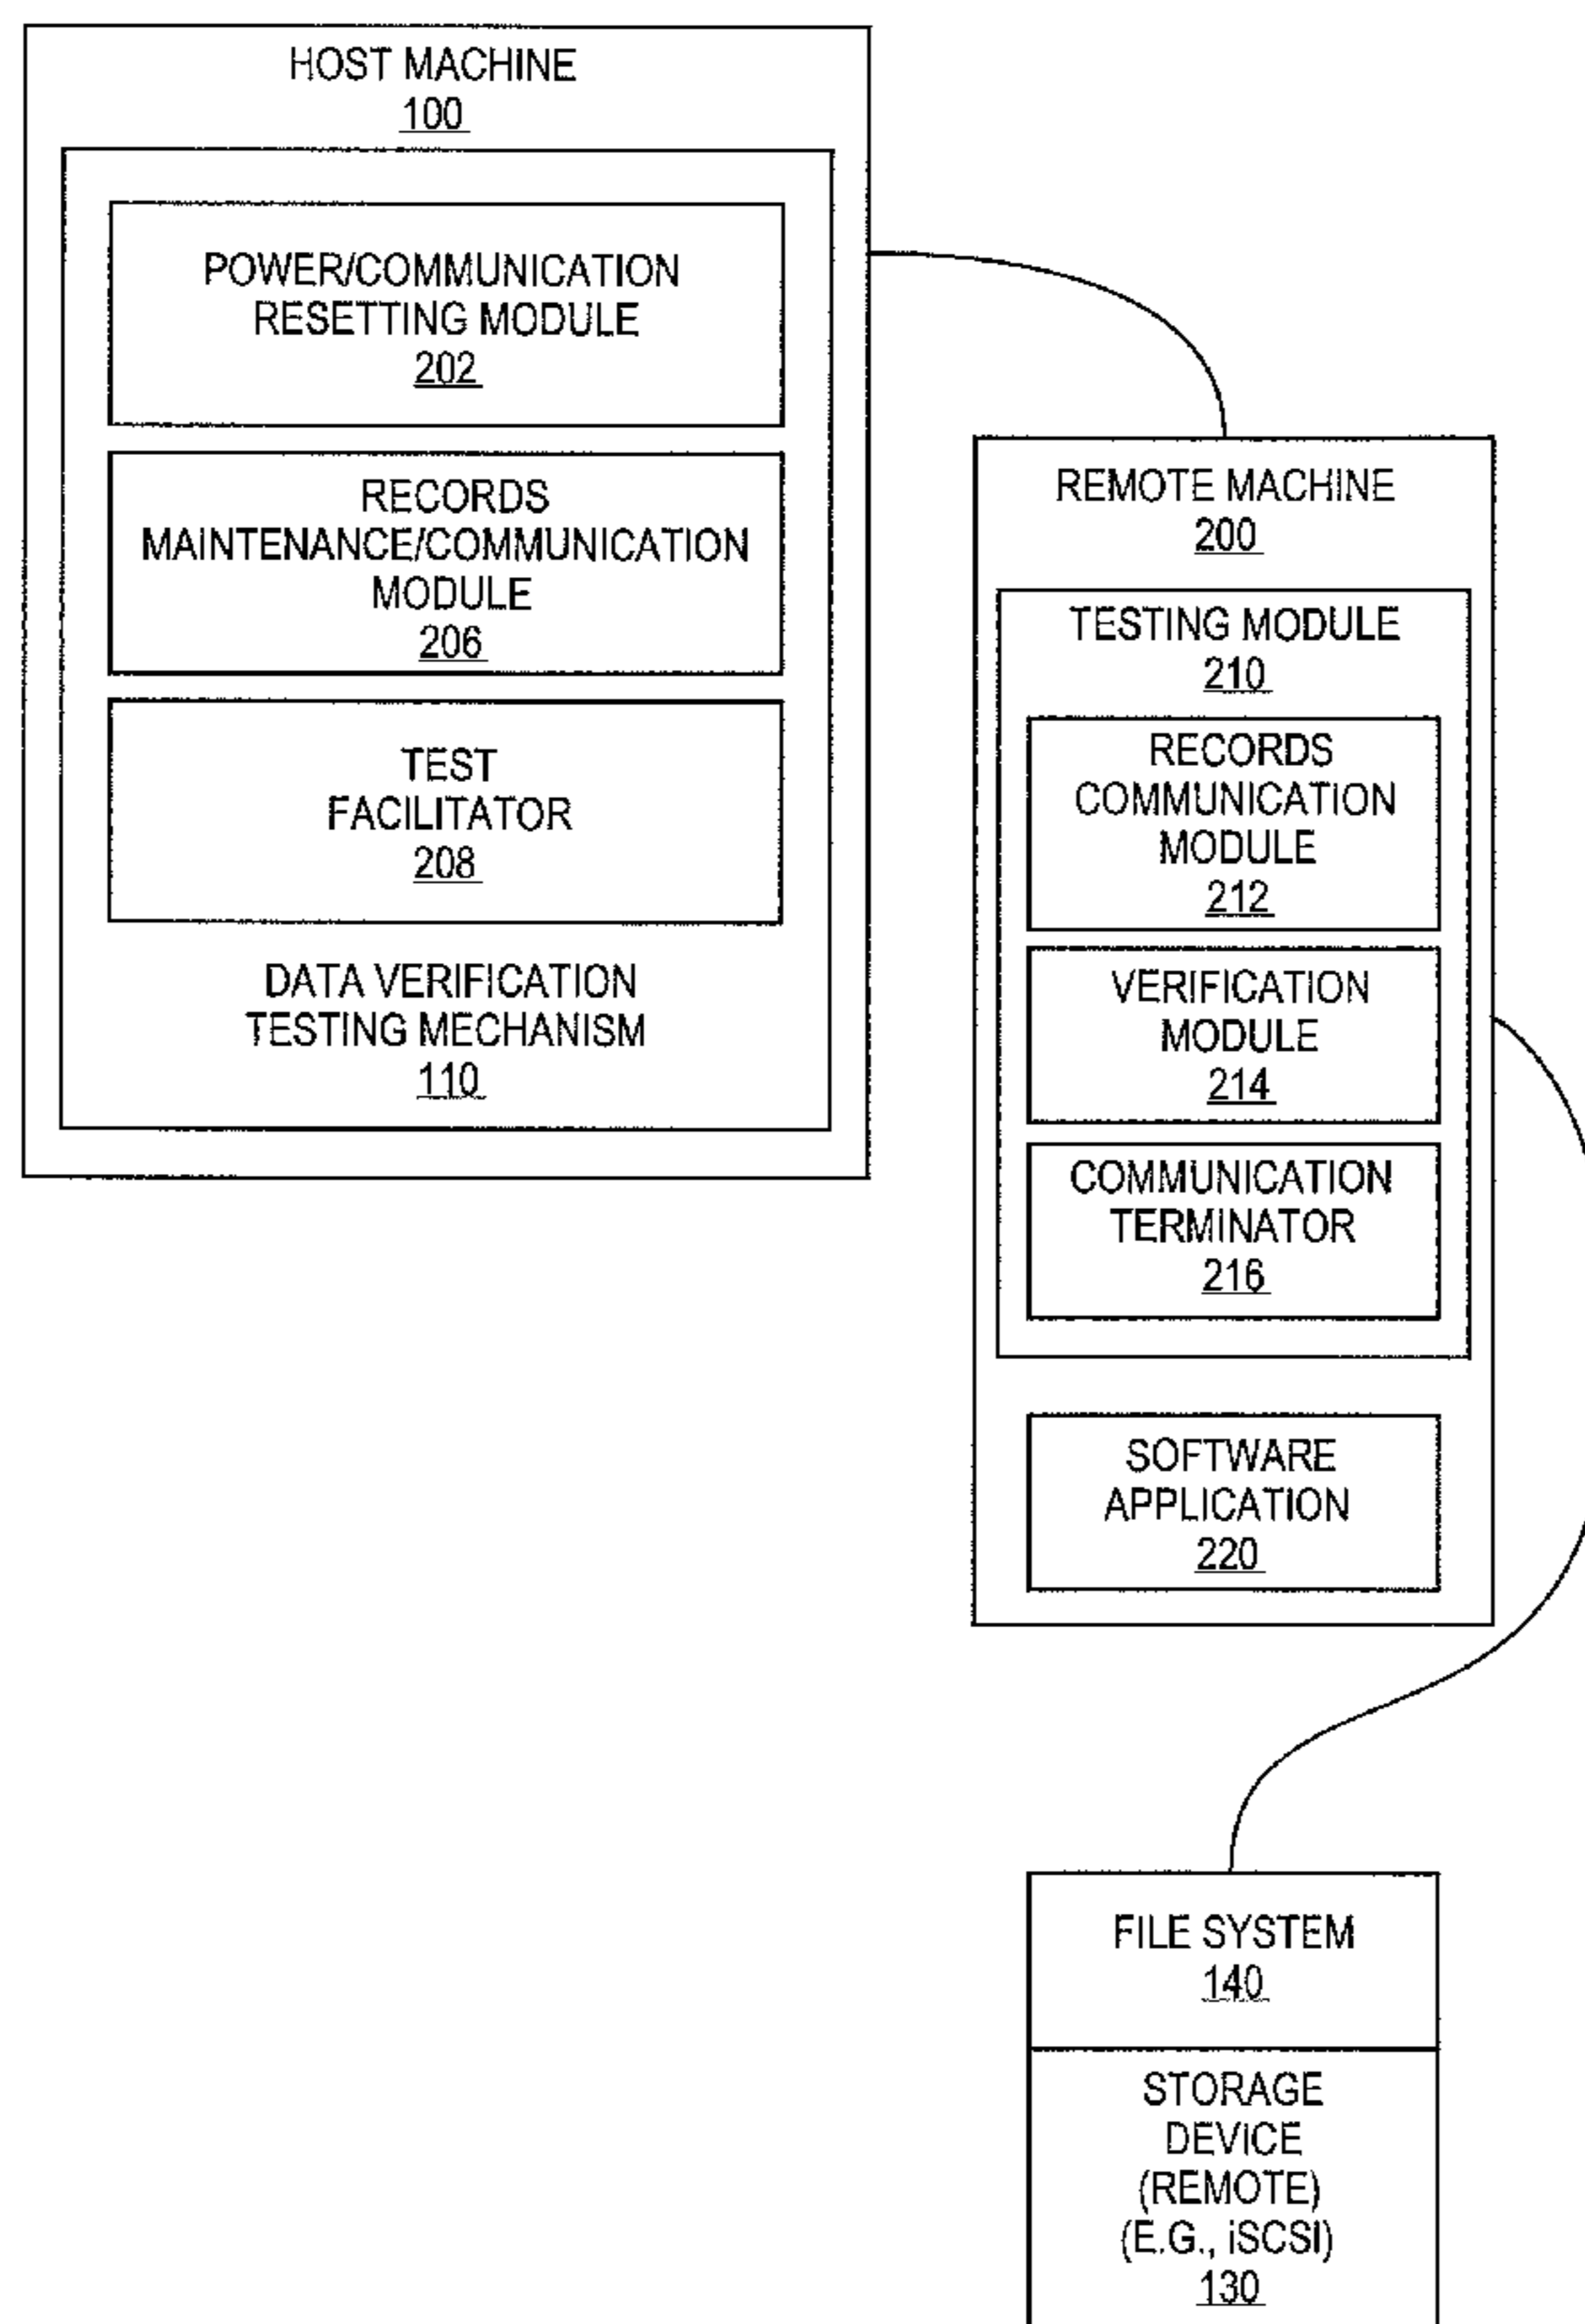 HOST MACHINE
100
POWER/COMMUNICATION
RESETTING MODULE
202
RECORDS
MAINTENANCE/COMMUNICATION
MODULE
206
TEST
FACILITATOR
208
DATA VERIFICATION
TESTING MECHANISM
110
REMOTE MACHINE
200
TESTING MODULE
210
RECORDS
COMMUNICATION
MODULE
212
VERIFICATION
MODULE
214
COMMUNICATION
TERMINATOR
216
SOFTWARE
APPLICATION
220
FILE SYSTEM
140
STORAGE
DEVICE
(REMOTE)
(E.G., iSCSI)
130